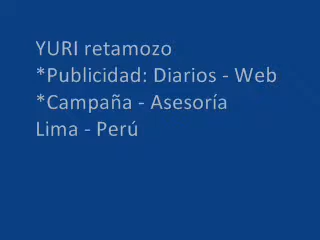 YURI retamozo
*Publicidad: Diarios - Web
*Campaña - Asesoría
Lima - Perú